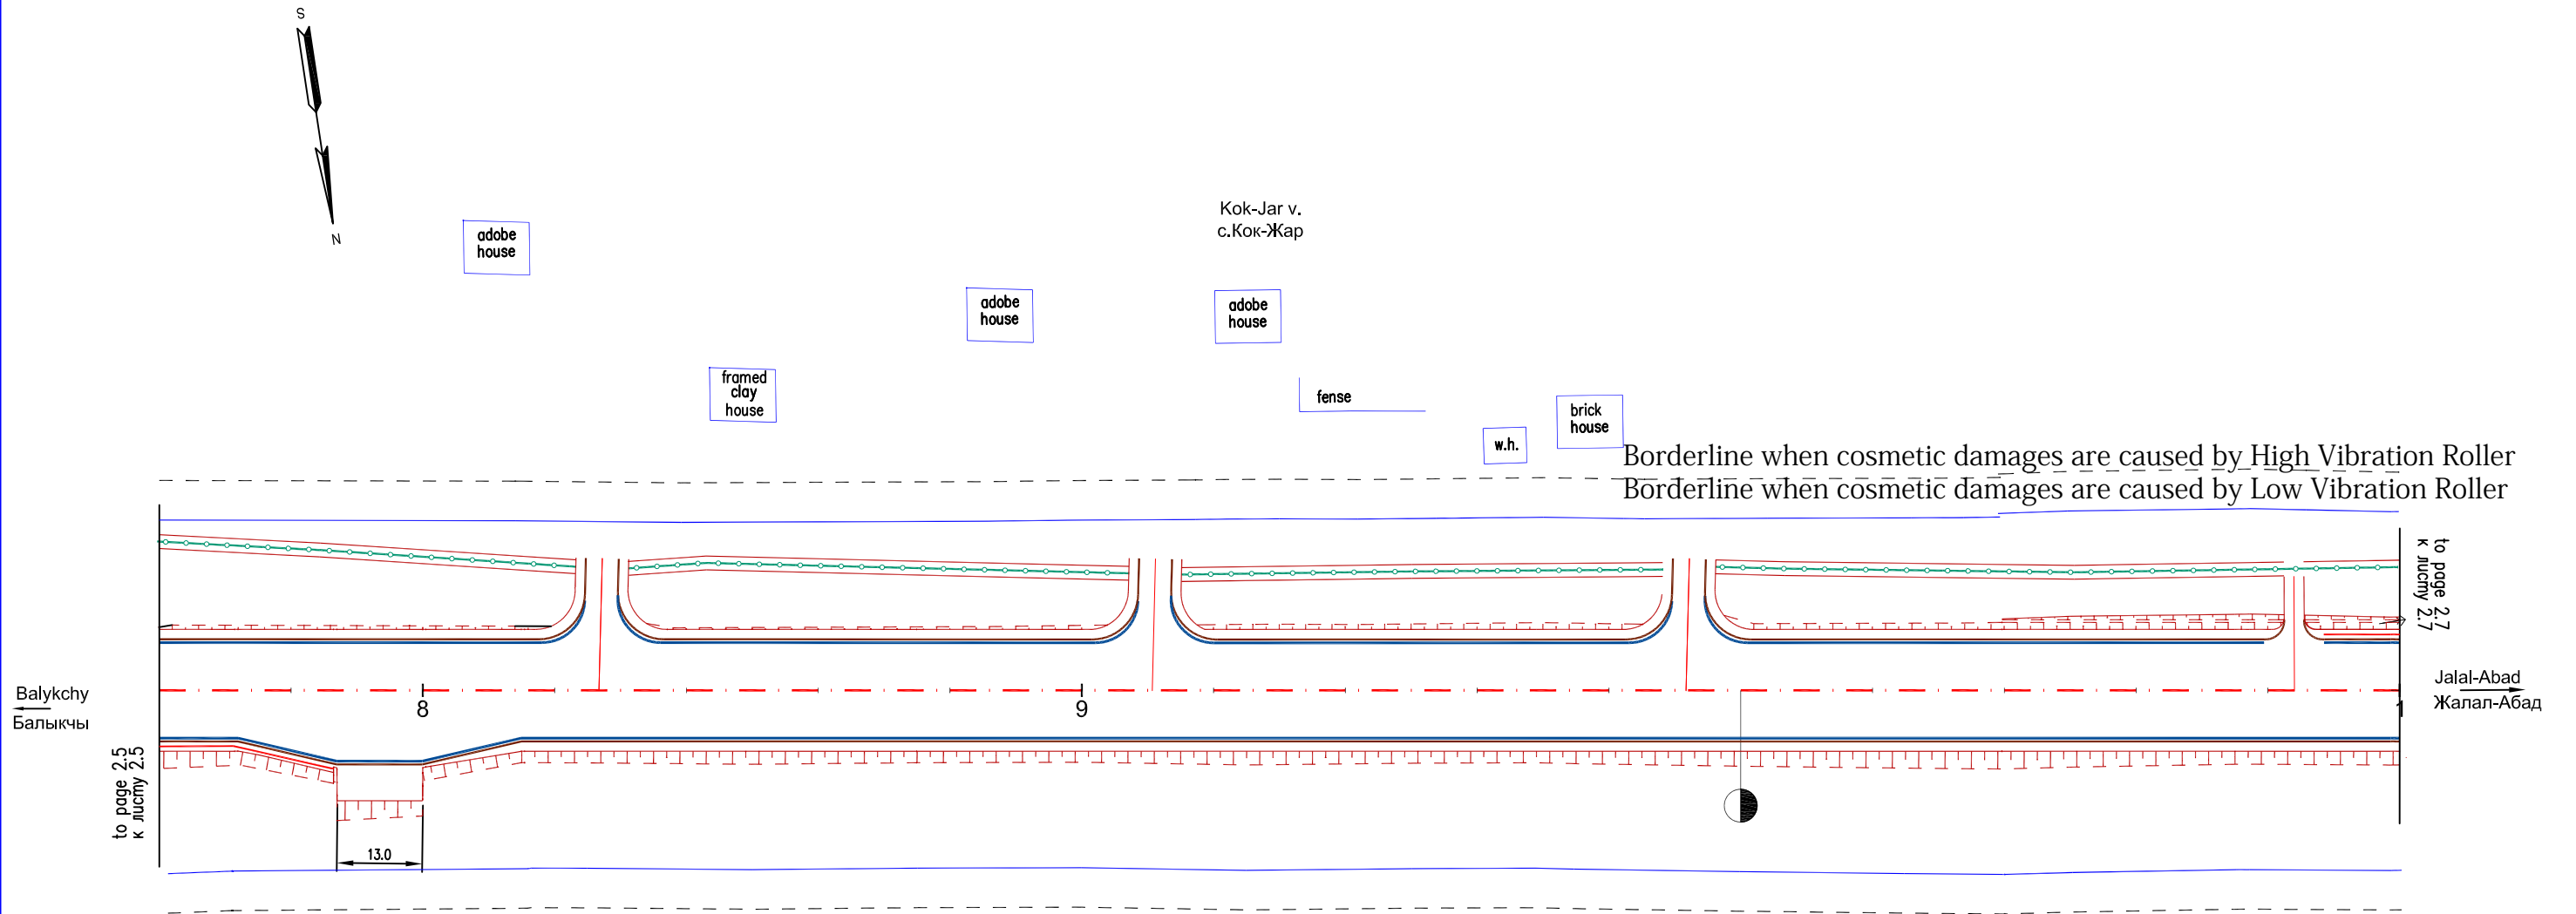 S
N
adobe
house
Kok-Jar v.
с.Кок-Жар
adobe
house
adobe
house
framed
clay
house
fense
w.h.
brick
house
Borderline when cosmetic damages are caused by High Vibration Roller
Borderline when cosmetic damages are caused by Low Vibration Roller
to page 2.7
к листу 2.7
Balykchy
Балыкчы
8
9
1
Jalal-Abad
Жалал-Абад
to page 2.5
к листу 2.5
13.0